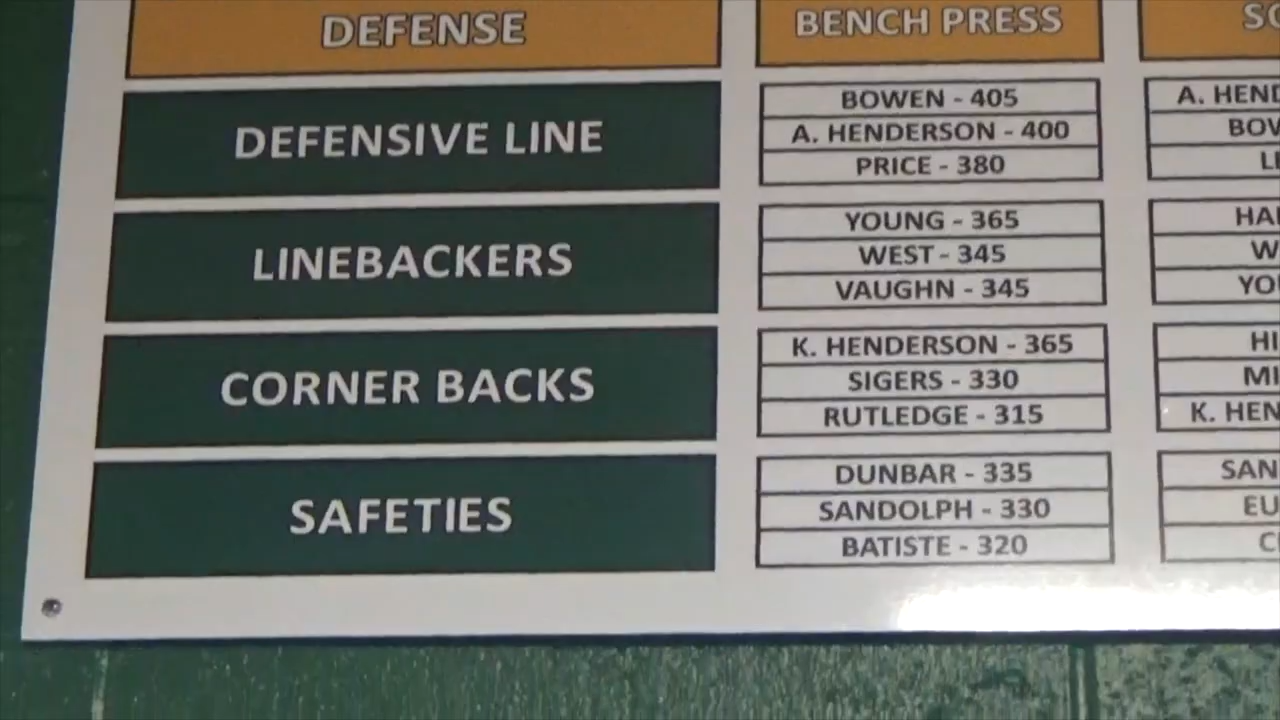 DEFENSE
BENCH PRESS
DEFENSIVE LINE
BOWEN - 405
A. HENDERSON - 400
PRICE - 380
LINEBACKERS
YOUNG - 365
WEST - 345
VAUGHN - 345
CORNER BACKS
K. HENDERSON - 365
SIGERS - 330
RUTLEDGE - 315
SAFETIES
DUNBAR - 335
SANDOLPH - 330
BATISTE - 320